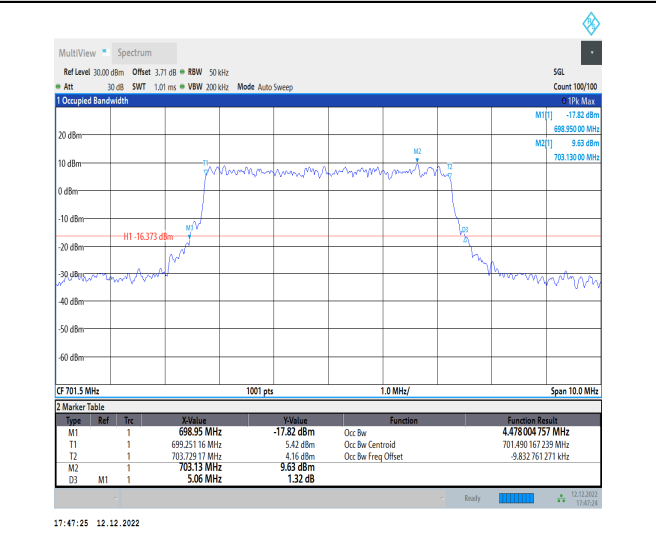 MultiView Spectrum
Ref Level 30.00 dBm Offset 3.71 dB RBW 50 kHz SGL
Att 30 dB SWT 1.01 ms VBW 200 kHz Mode Auto Sweep Count 100/100
1 Occupied Bandwidth 1Pk Max
M1[1] -17.82 dBm
698.950 00 MHz
M2[1] 9.63 dBm
703.130 00 MHz
20 dBm
M2
10 dBm T1 T2
0 dBm
-10 dBm
M1 D3
H1 -16.373 dBm
-20 dBm
-30 dBm
-40 dBm
-50 dBm
-60 dBm
CF 701.5 MHz 1001 pts 1.0 MHz/ Span 10.0 MHz
2 Marker Table
Type Ref Trc X-Value Y-Value Function Function Result
M1 1 698.95 MHz -17.82 dBm Occ Bw 4.478 004 757 MHz
T1 1 699.251 16 MHz 5.42 dBm Occ Bw Centroid 701.490 167 239 MHz
T2 1 703.729 17 MHz 4.16 dBm Occ Bw Freq Offset -9.832 761 271 kHz
M2 1 703.13 MHz 9.63 dBm
D3 M1 1 5.06 MHz 1.32 dB
Ready 12.12.2022
17:47:24
17:47:25 12.12.2022